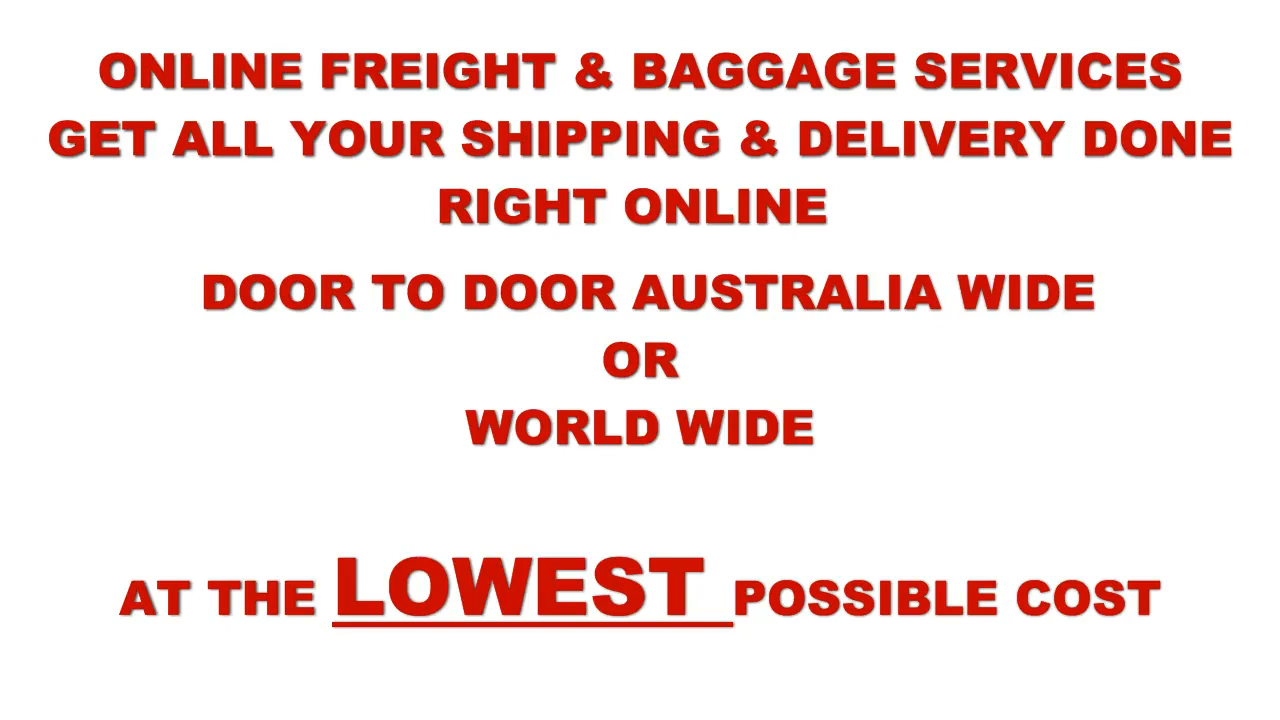 ONLINE FREIGHT & BAGGAGE SERVICES
GET ALL YOUR SHIPPING & DELIVERY DONE
RIGHT ONLINE
DOOR TO DOOR AUSTRALIA WIDE
OR
WORLD WIDE
AT THE LOWEST POSSIBLE COST